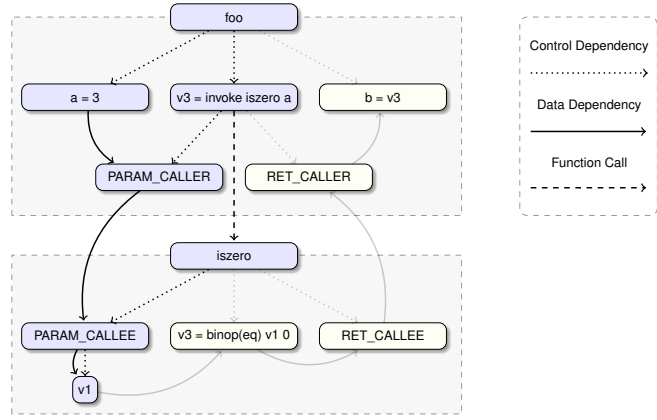 foo
Control Dependency
a = 3
v3 = invoke iszero a
b = v3
Data Dependency
Function Call
PARAM_CALLER
RET_CALLER
iszero
PARAM_CALLEE
v3 = binop(eq) v1 0
RET_CALLEE
v1